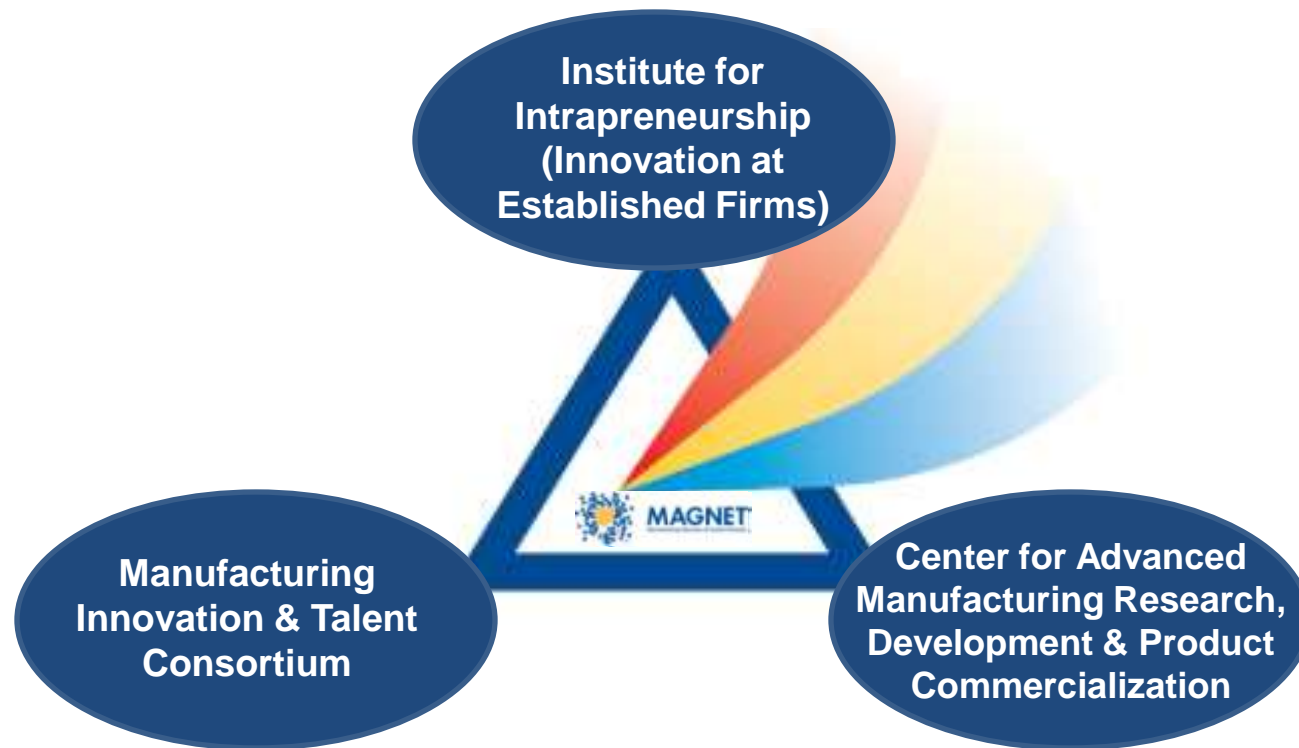 Institute for
Intrapreneurship
(Innovation at
Established Firms)
MAGNET
Manufacturing
Innovation & Talent
Consortium
Center for Advanced
Manufacturing Research,
Development & Product
Commercialization